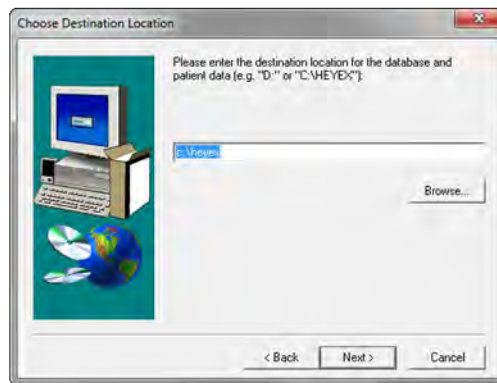 Choose Destination Location
Please enter the destination location for the database and
patient data (e.g. "D:" or "C:\HEYEX"):
c:\heyex
Browse...
< Back
Next >
Cancel